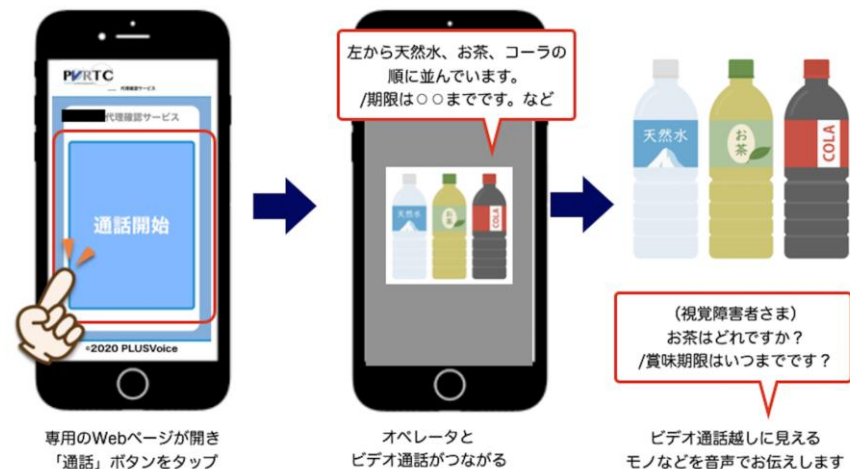 PVRTC
代理確認サービス
代理確認サービス
通話開始
©2020 PLUSVoice
専用のWebページが開き
「通話」ボタンをタップ
左から天然水、お茶、コーラの
順に並んでいます。
/期限は○○までです。など
天然水
お茶
COLA
オペレータと
ビデオ通話がつながる
天然水
お茶
COLA
（視覚障害者さま）
お茶はどれですか？
/賞味期限はいつまでです？
ビデオ通話越しに見える
モノなどを音声でお伝えします